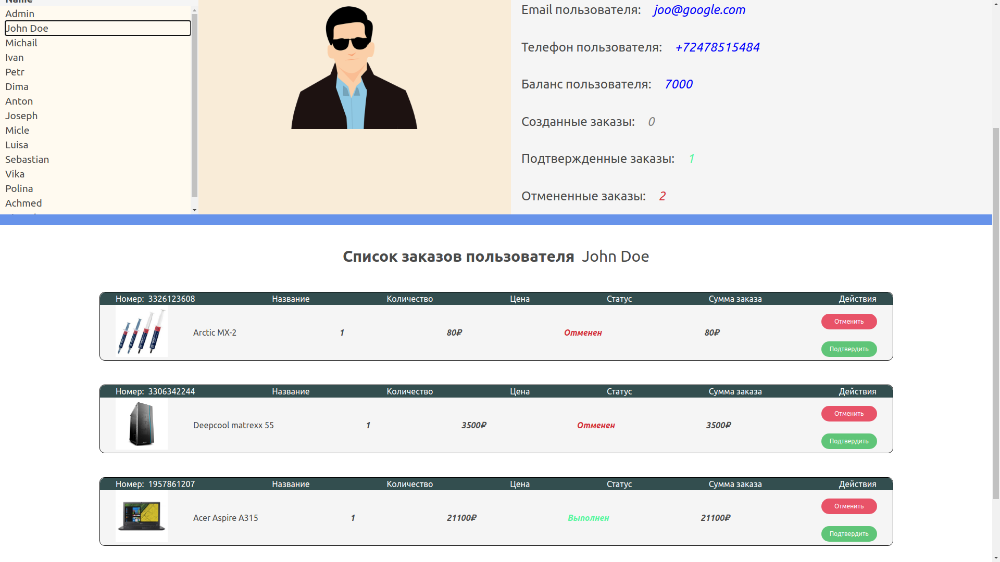 Name
Admin
John Doe
Michail
Ivan
Petr
Dima
Anton
Joseph
Micle
Luisa
Sebastian
Vika
Polina
Achmed
Email пользователя: joo@google.com
Телефон пользователя: +72478515484
Баланс пользователя: 7000
Созданные заказы: 0
Подтвержденные заказы: 1
Отмененные заказы: 2
Список заказов пользователя John Doe
Номер: 3326123608 Название Количество Цена Статус Сумма заказа Действия
Arctic MX-2 1 80₽ Отменен 80₽
Отменить
Подтвердить
Номер: 3306342244 Название Количество Цена Статус Сумма заказа Действия
Deepcool matrexx 55 1 3500₽ Отменен 3500₽
Отменить
Подтвердить
Номер: 1957861207 Название Количество Цена Статус Сумма заказа Действия
Acer Aspire A315 1 21100₽ Выполнен 21100₽
Отменить
Подтвердить